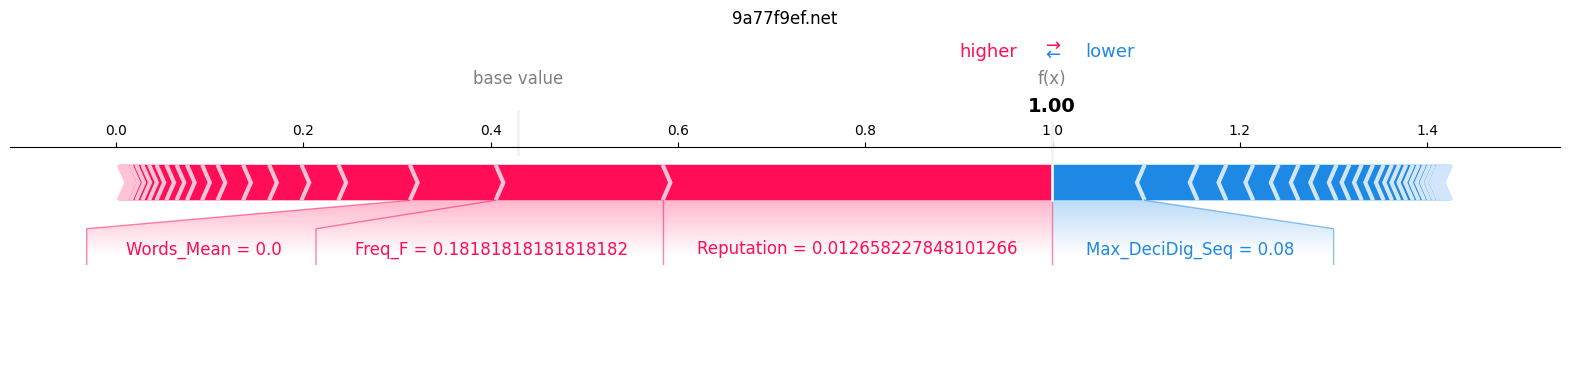 9a77f9ef.net
higher ⇄ lower
base value f(x)
1.00
0.0 0.2 0.4 0.6 0.8 1.0 1.2 1.4
Words_Mean = 0.0 Freq_F = 0.18181818181818182 Reputation = 0.012658227848101266 Max_DeciDig_Seq = 0.08